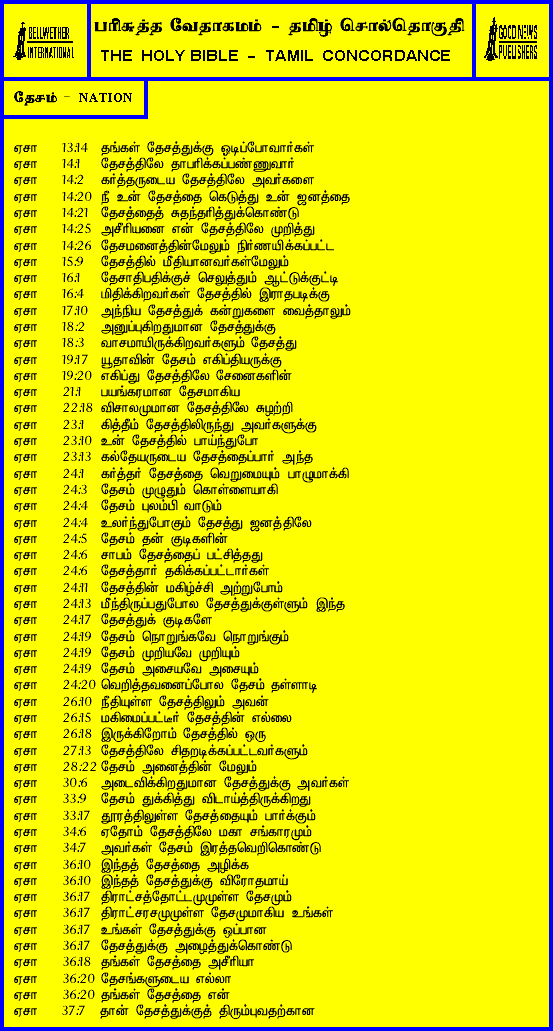 BELLWETHER
INTERNATIONAL
பரிசுத்த வேதாகமம் - தமிழ் சொல்தொகுதி
THE HOLY BIBLE - TAMIL CONCORDANCE
GOOD NEWS
PUBLISHERS
தேசம் - NATION
ஏசா 13:14 தங்கள் தேசத்துக்கு ஓடிப்போவார்கள்
ஏசா 14:1 தேசத்திலே தாபரிக்கப்பண்ணுவார்
ஏசா 14:2 கர்த்தருடைய தேசத்திலே அவர்களை
ஏசா 14:20 நீ உன் தேசத்தை கெடுத்து உன் ஜனத்தை
ஏசா 14:21 தேசத்தைத் சுதந்தரித்துக்கொண்டு
ஏசா 14:25 அசீரியனை என் தேசத்திலே முறித்து
ஏசா 14:26 தேசமனைத்தின்மேலும் நிர்ணயிக்கப்பட்ட
ஏசா 15:9 தேசத்தில் மீதியானவர்கள்மேலும்
ஏசா 16:1 தேசாதிபதிக்குச் செலுத்தும் ஆட்டுக்குட்டி
ஏசா 16:4 மிதிக்கிறவர்கள் தேசத்தில் இராதபடிக்கு
ஏசா 17:10 அந்நிய தேசத்துக் கன்றுகளை வைத்தாலும்
ஏசா 18:2 அனுப்புகிறதுமான தேசத்துக்கு
ஏசா 18:3 வாசமாயிருக்கிறவர்களும் தேசத்து
ஏசா 19:17 யூதாவின் தேசம் எகிப்தியருக்கு
ஏசா 19:20 எகிப்து தேசத்திலே சேனைகளின்
ஏசா 21:1 பயங்கரமான தேசமாகிய
ஏசா 22:18 விசாலமுமான தேசத்திலே சுழற்றி
ஏசா 23:1 கித்தீம் தேசத்திலிருந்து அவர்களுக்கு
ஏசா 23:10 உன் தேசத்தில் பாய்ந்துபோ
ஏசா 23:13 கல்தேயருடைய தேசத்தைப்பார் அந்த
ஏசா 24:1 கர்த்தர் தேசத்தை வெறுமையும் பாழுமாக்கி
ஏசா 24:3 தேசம் முழுதும் கொள்ளையாகி
ஏசா 24:4 தேசம் புலம்பி வாடும்
ஏசா 24:4 உலர்ந்துபோகும் தேசத்து ஜனத்திலே
ஏசா 24:5 தேசம் தன் குடிகளின்
ஏசா 24:6 சாபம் தேசத்தைப் பட்சித்தது
ஏசா 24:6 தேசத்தார் தகிக்கப்பட்டார்கள்
ஏசா 24:11 தேசத்தின் மகிழ்ச்சி அற்றுபோம்
ஏசா 24:13 மீந்திருப்பதுபோல தேசத்துக்குள்ளும் இந்த
ஏசா 24:17 தேசத்துக் குடிகளே
ஏசா 24:19 தேசம் நொறுங்கவே நொறுங்கும்
ஏசா 24:19 தேசம் முறியவே முறியும்
ஏசா 24:19 தேசம் அசையவே அசையும்
ஏசா 24:20 வெறித்தவனைப்போல தேசம் தள்ளாடி
ஏசா 26:10 நீதியுள்ள தேசத்திலும் அவன்
ஏசா 26:15 மகிமைப்பட்டீர் தேசத்தின் எல்லை
ஏசா 26:18 இருக்கிறோம் தேசத்தில் ஒரு
ஏசா 27:13 தேசத்திலே சிதறடிக்கப்பட்டவர்களும்
ஏசா 28:22 தேசம் அனைத்தின் மேலும்
ஏசா 30:6 அடைவிக்கிறதுமான தேசத்துக்கு அவர்கள்
ஏசா 33:9 தேசம் துக்கித்து விடாய்த்திருக்கிறது
ஏசா 33:17 தூரத்திலுள்ள தேசத்தையும் பார்க்கும்
ஏசா 34:6 ஏதோம் தேசத்திலே மகா சங்காரமும்
ஏசா 34:7 அவர்கள் தேசம் இரத்தவெறிகொண்டு
ஏசா 36:10 இந்தத் தேசத்தை அழிக்க
ஏசா 36:10 இந்தத் தேசத்துக்கு விரோதமாய்
ஏசா 36:17 திராட்சத்தோட்டமுமுள்ள தேசமும்
ஏசா 36:17 திராட்சரசமுமுள்ள தேசமுமாகிய உங்கள்
ஏசா 36:17 உங்கள் தேசத்துக்கு ஒப்பான
ஏசா 36:17 தேசத்துக்கு அழைத்துக்கொண்டு
ஏசா 36:18 தங்கள் தேசத்தை அசீரியா
ஏசா 36:20 தேசங்களுடைய எல்லா
ஏசா 36:20 தங்கள் தேசத்தை என்
ஏசா 37:7 தான் தேசத்துக்குத் திரும்புவதற்கான